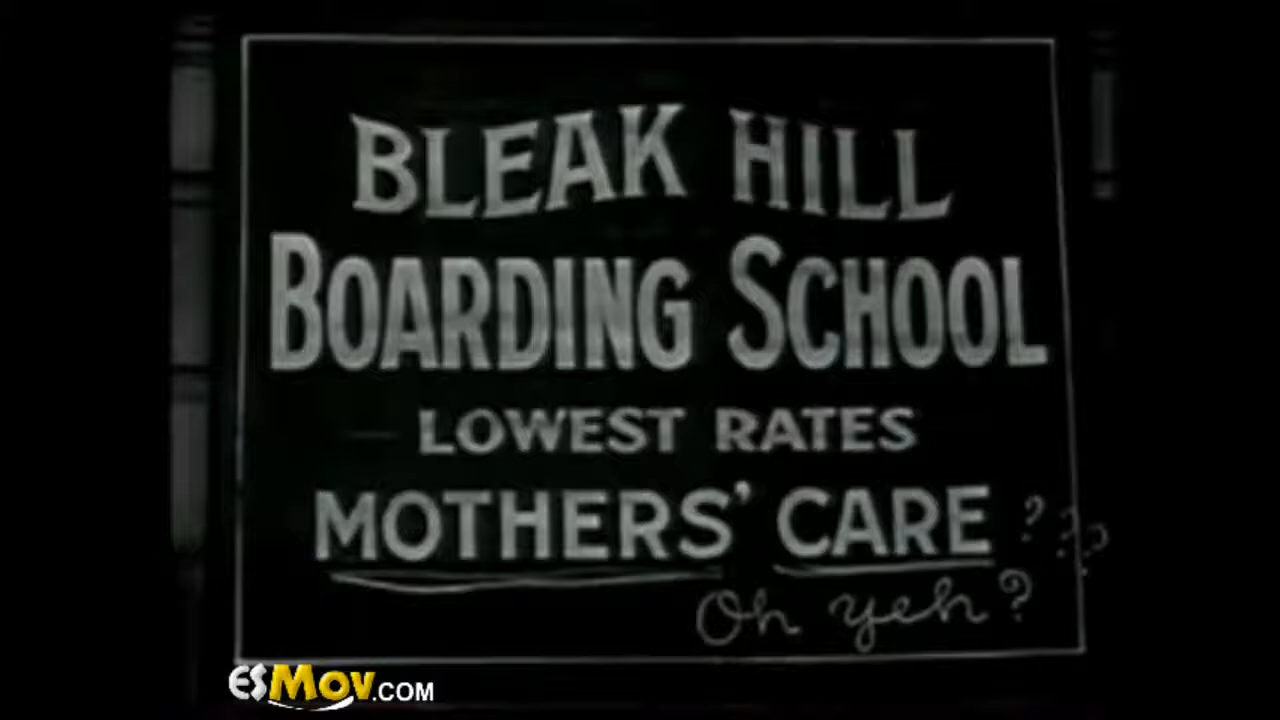 BLEAK HILL
BOARDING SCHOOL
LOWEST RATES
MOTHERS' CARE ???
Oh yeh?
ESMOV.COM